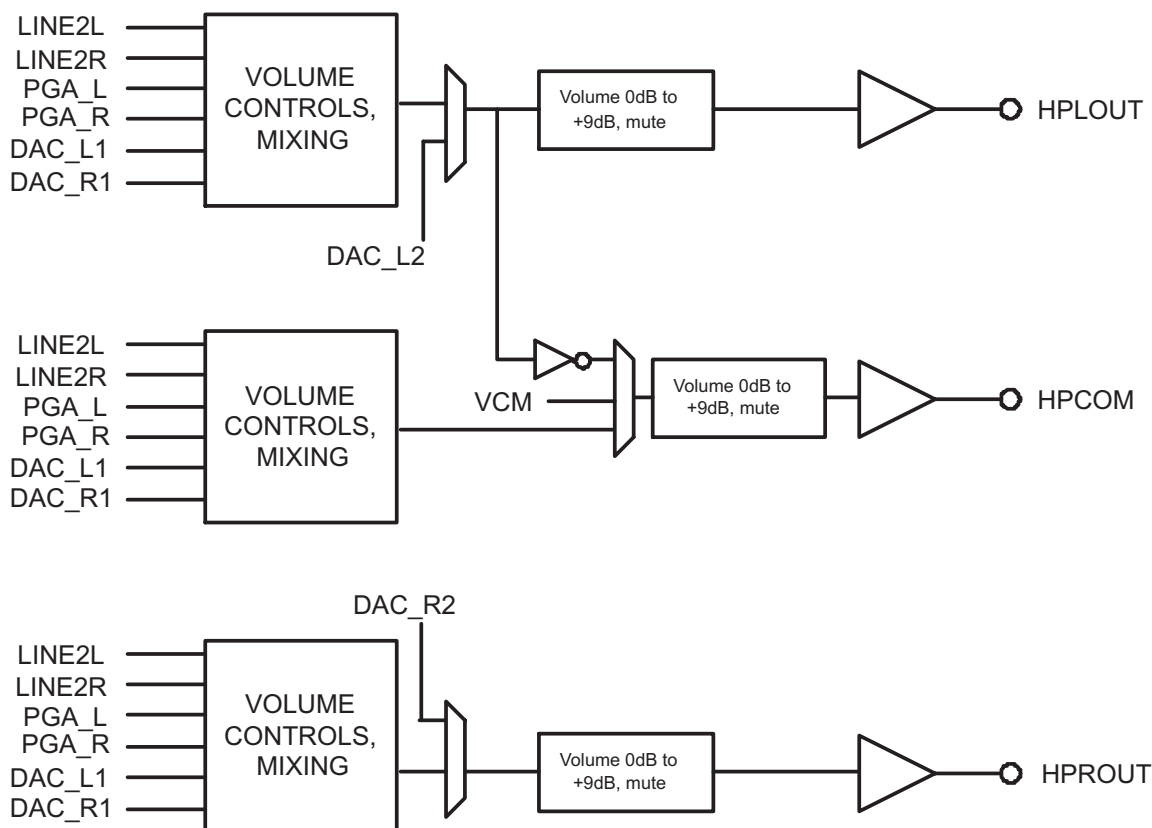 LINE2L
LINE2R
PGA_L
PGA_R
DAC_L1
DAC_R1
VOLUME
CONTROLS,
MIXING
DAC_L2
Volume 0dB to
+9dB, mute
HPLOUT
LINE2L
LINE2R
PGA_L
PGA_R
DAC_L1
DAC_R1
VOLUME
CONTROLS,
MIXING
VCM
Volume 0dB to
+9dB, mute
HPCOM
DAC_R2
LINE2L
LINE2R
PGA_L
PGA_R
DAC_L1
DAC_R1
VOLUME
CONTROLS,
MIXING
Volume 0dB to
+9dB, mute
HPROUT